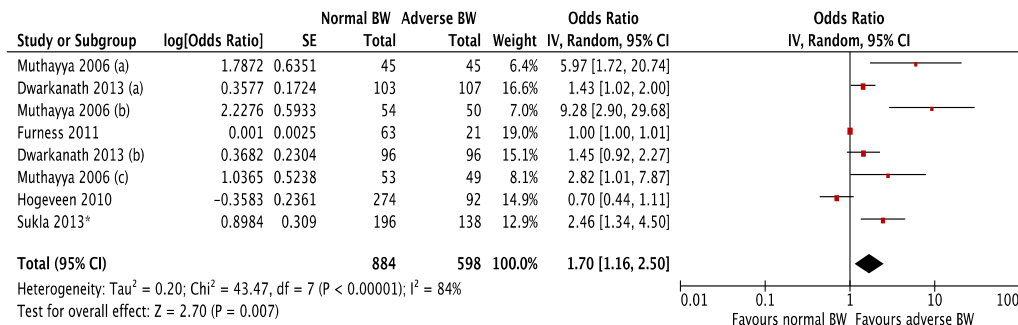 Normal BW Adverse BW Odds Ratio Odds Ratio
Study or Subgroup log[Odds Ratio] SE Total Total Weight IV, Random, 95% CI IV, Random, 95% CI
Muthayya 2006 (a) 1.7872 0.6351 45 45 6.4% 5.97 [1.72, 20.74]
Dwarkanath 2013 (a) 0.3577 0.1724 103 107 16.6% 1.43 [1.02, 2.00]
Muthayya 2006 (b) 2.2276 0.5933 54 50 7.0% 9.28 [2.90, 29.68]
Furness 2011 0.001 0.0025 63 21 19.0% 1.00 [1.00, 1.01]
Dwarkanath 2013 (b) 0.3682 0.2304 96 96 15.1% 1.45 [0.92, 2.27]
Muthayya 2006 (c) 1.0365 0.5238 53 49 8.1% 2.82 [1.01, 7.87]
Hogeveen 2010 –0.3583 0.2361 274 92 14.9% 0.70 [0.44, 1.11]
Sukla 2013* 0.8984 0.309 196 138 12.9% 2.46 [1.34, 4.50]
Total (95% CI) 884 598 100.0% 1.70 [1.16, 2.50]
Heterogeneity: Tau² = 0.20; Chi² = 43.47, df = 7 (P < 0.00001); I² = 84%
Test for overall effect: Z = 2.70 (P = 0.007)
0.01 0.1 1 10 100
Favours normal BW Favours adverse BW